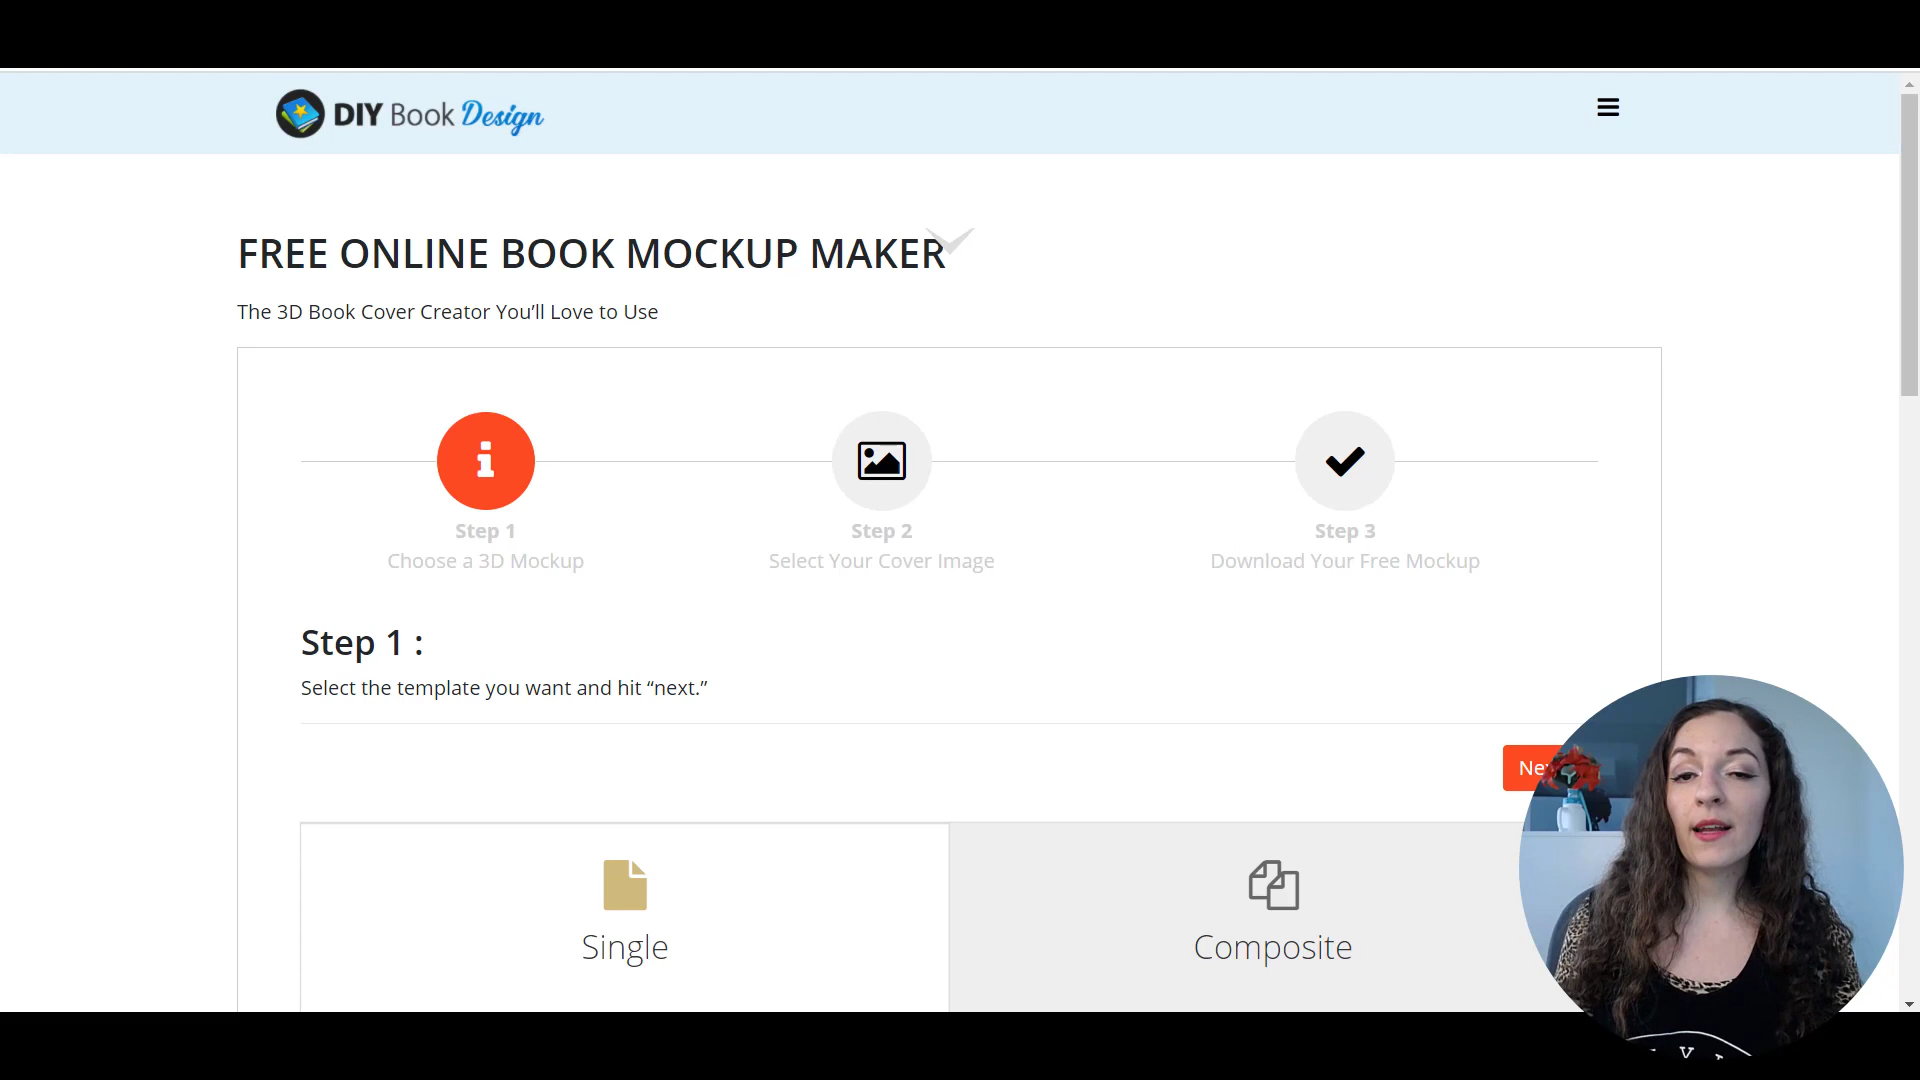 DIY Book Design
FREE ONLINE BOOK MOCKUP MAKER
The 3D Book Cover Creator You’ll Love to Use
Step 1
Choose a 3D Mockup
Step 2
Select Your Cover Image
Step 3
Download Your Free Mockup
Step 1 :
Select the template you want and hit “next.”
Single
Composite